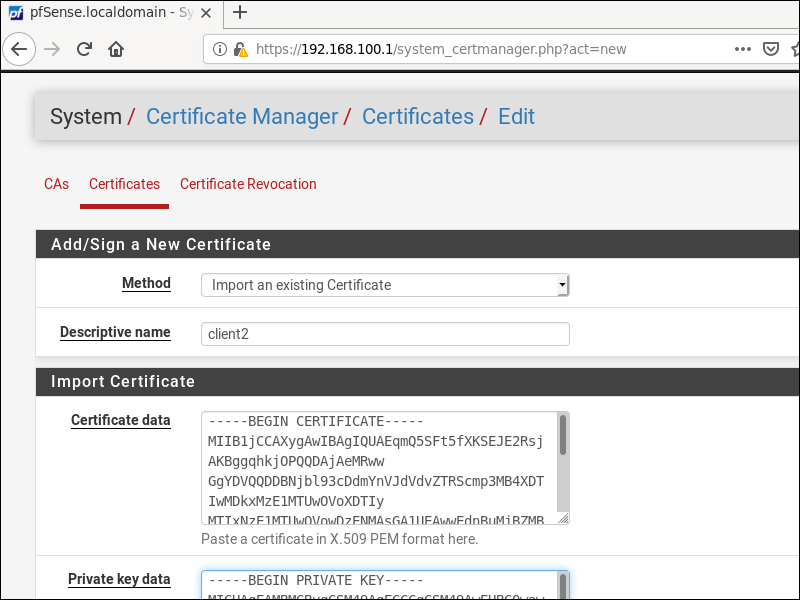 pfSense.localdomain - Sy
https://192.168.100.1/system_certmanager.php?act=new
System / Certificate Manager / Certificates / Edit
CAs Certificates Certificate Revocation
Add/Sign a New Certificate
Method Import an existing Certificate
Descriptive name client2
Import Certificate
Certificate data -----BEGIN CERTIFICATE-----
MIIB1jCCAXygAwIBAgIQUAEqmQ5SFt5fXKSEJE2Rsj
AKBggqhkjOPQQDAjAeMRww
GgYDVQQDDBNjbl93cDdmYnVJdVdvZTRScmp3MB4XDT
IwMDkxMzE1MTUwOVoXDTIy
MTIxNzE1MTUwOVowDzENMAsGA1UEAwwEdnBuMjBZMB
Paste a certificate in X.509 PEM format here.
Private key data -----BEGIN PRIVATE KEY-----